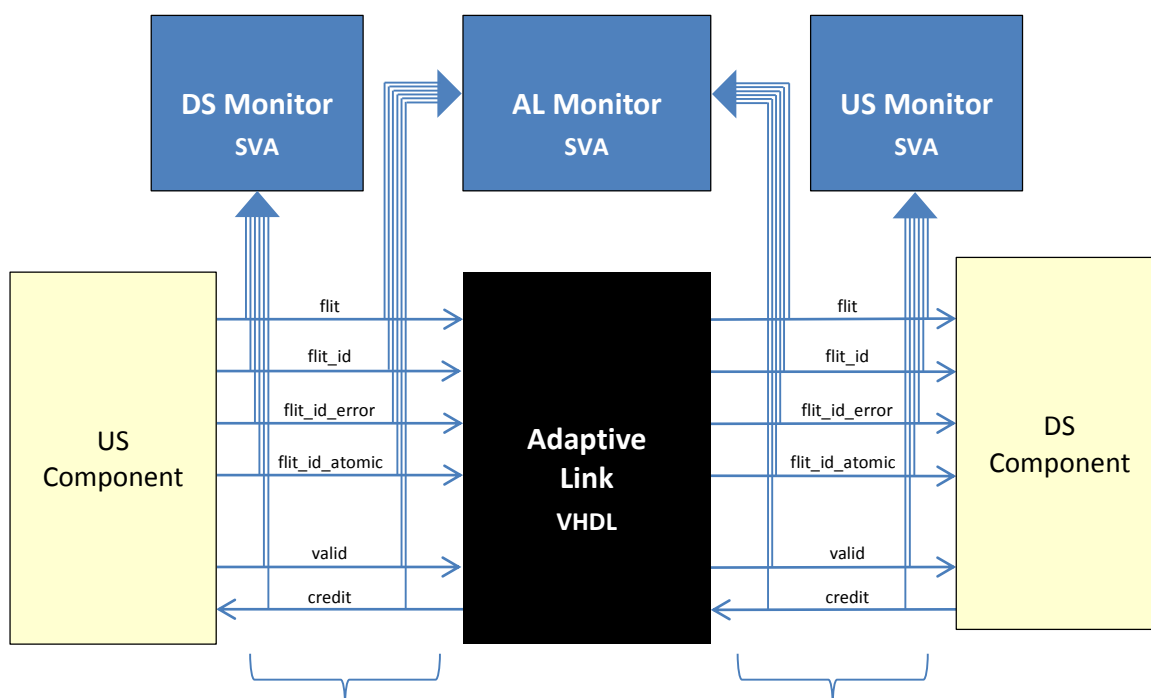 DS Monitor
SVA
AL Monitor
SVA
US Monitor
SVA
US
Component
flit
flit_id
flit_id_error
flit_id_atomic
valid
credit
Adaptive
Link
VHDL
flit
flit_id
flit_id_error
flit_id_atomic
valid
credit
DS
Component